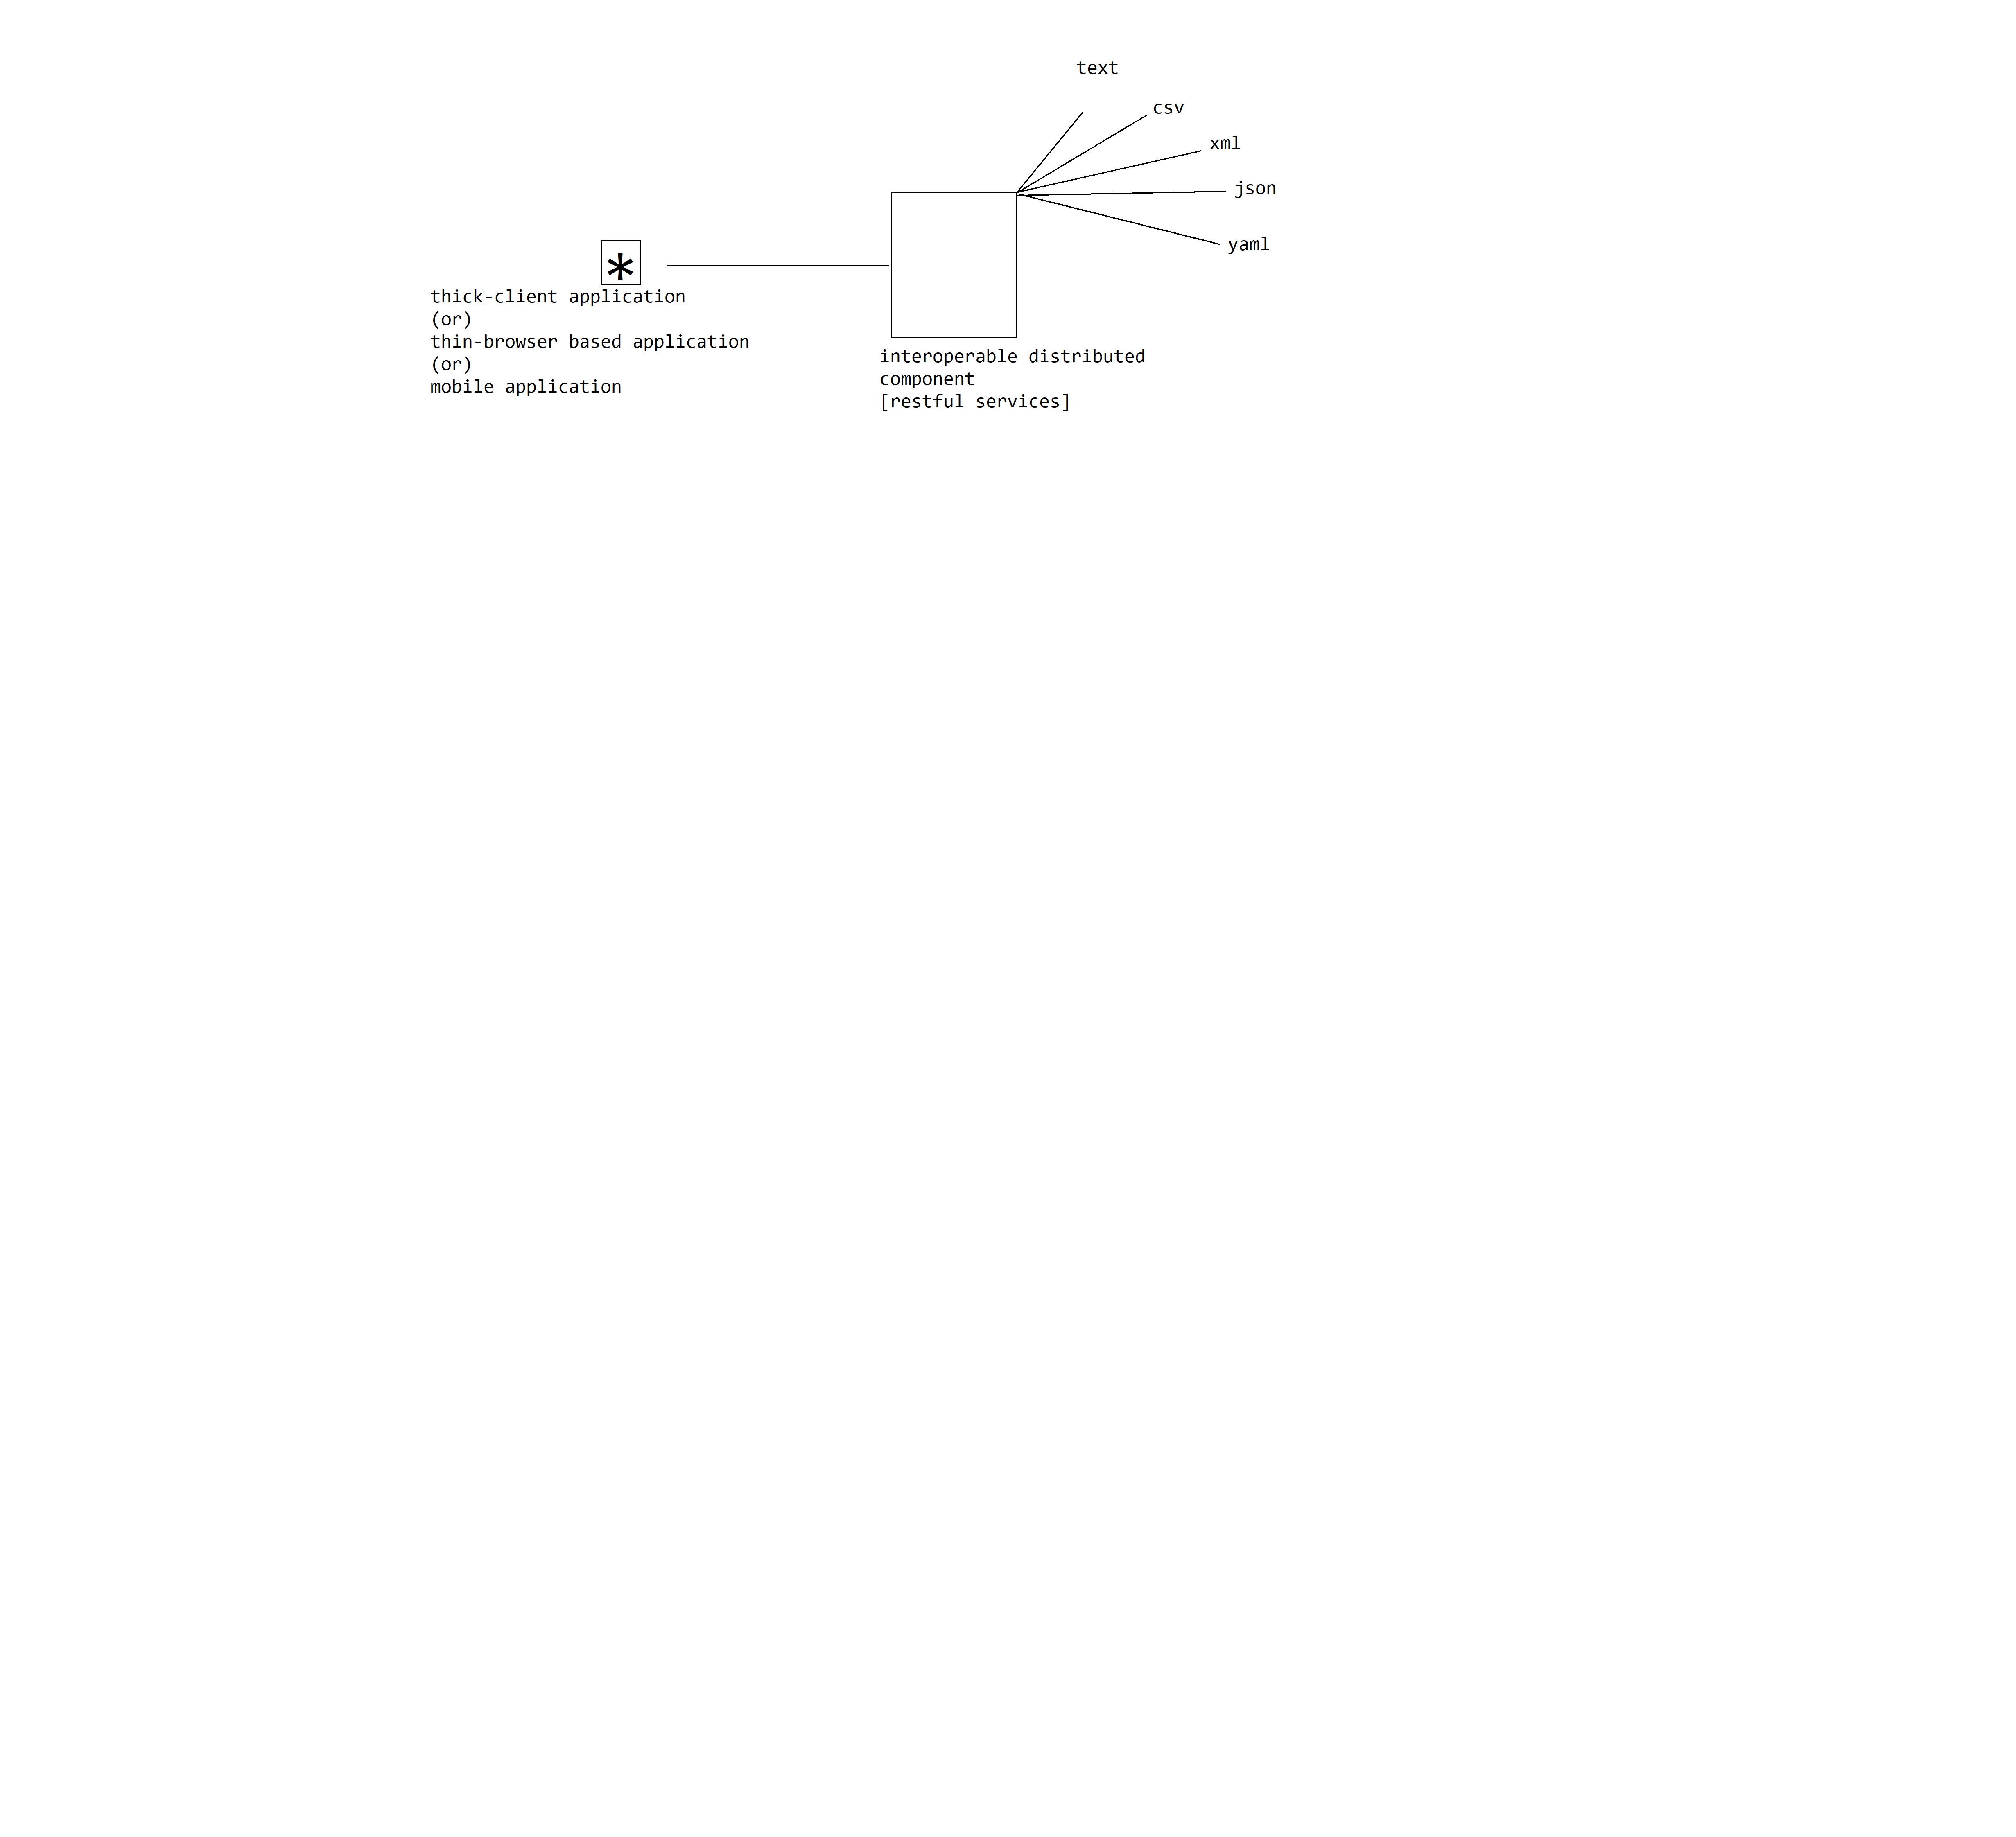 text
csv
xml
json
yaml
*
thick-client application
(or)
thin-browser based application
(or)
mobile application
interoperable distributed
component
[restful services]